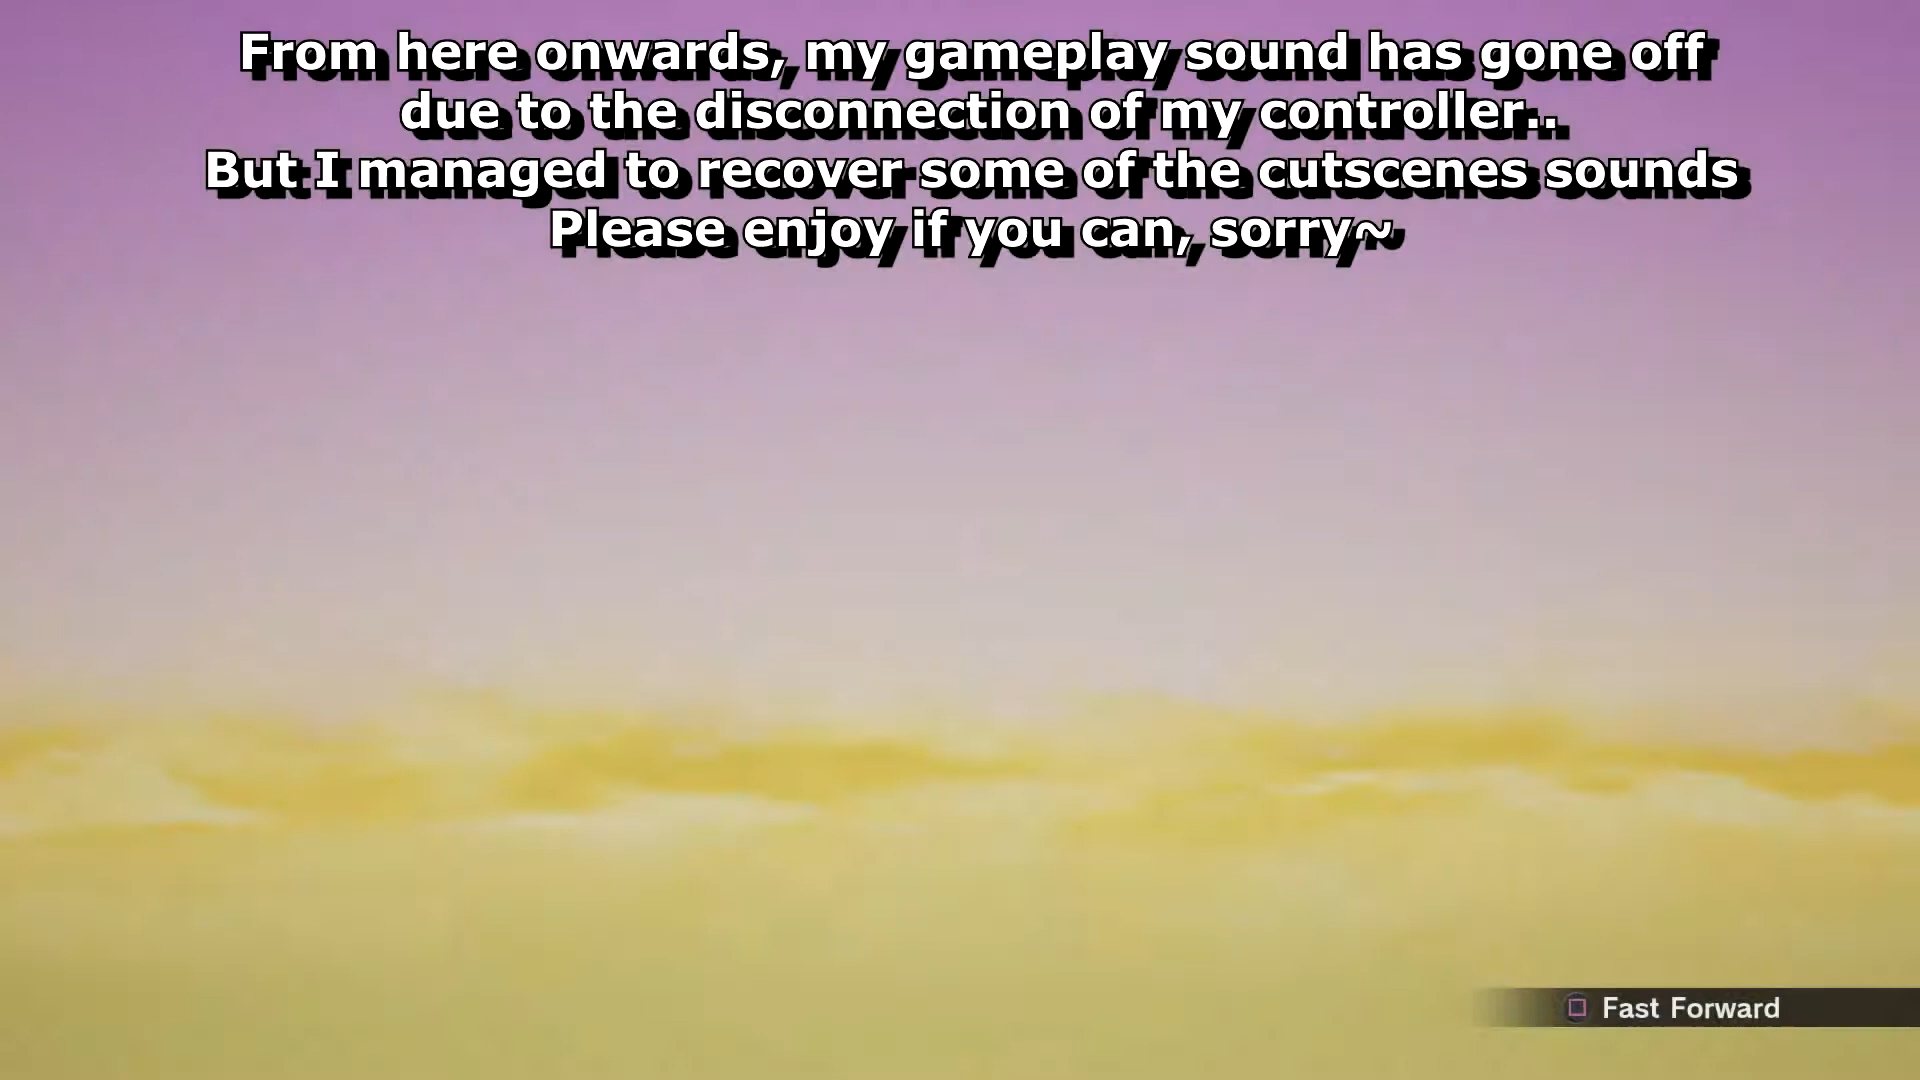 From here onwards, my gameplay sound has gone off
due to the disconnection of my controller..
But I managed to recover some of the cutscenes sounds
Please enjoy if you can, sorry~
Fast Forward